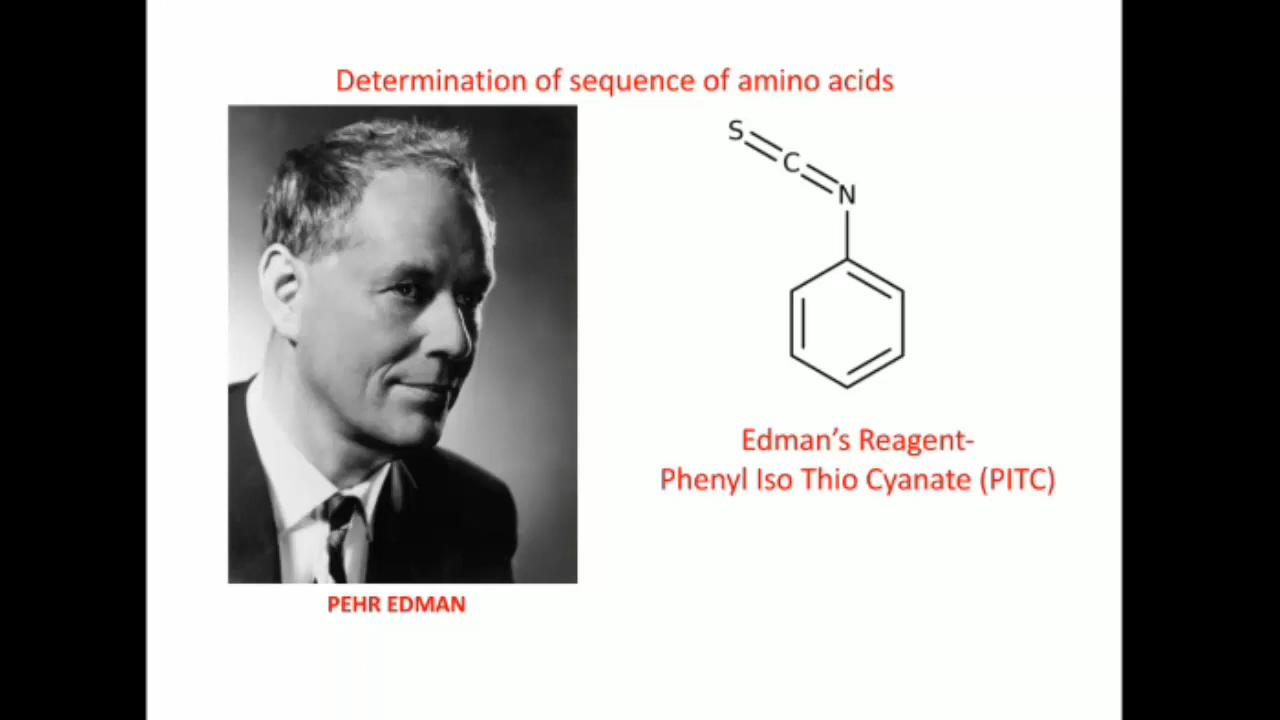 Determination of sequence of amino acids
S
C
N
Edman’s Reagent-
Phenyl Iso Thio Cyanate (PITC)
PEHR EDMAN